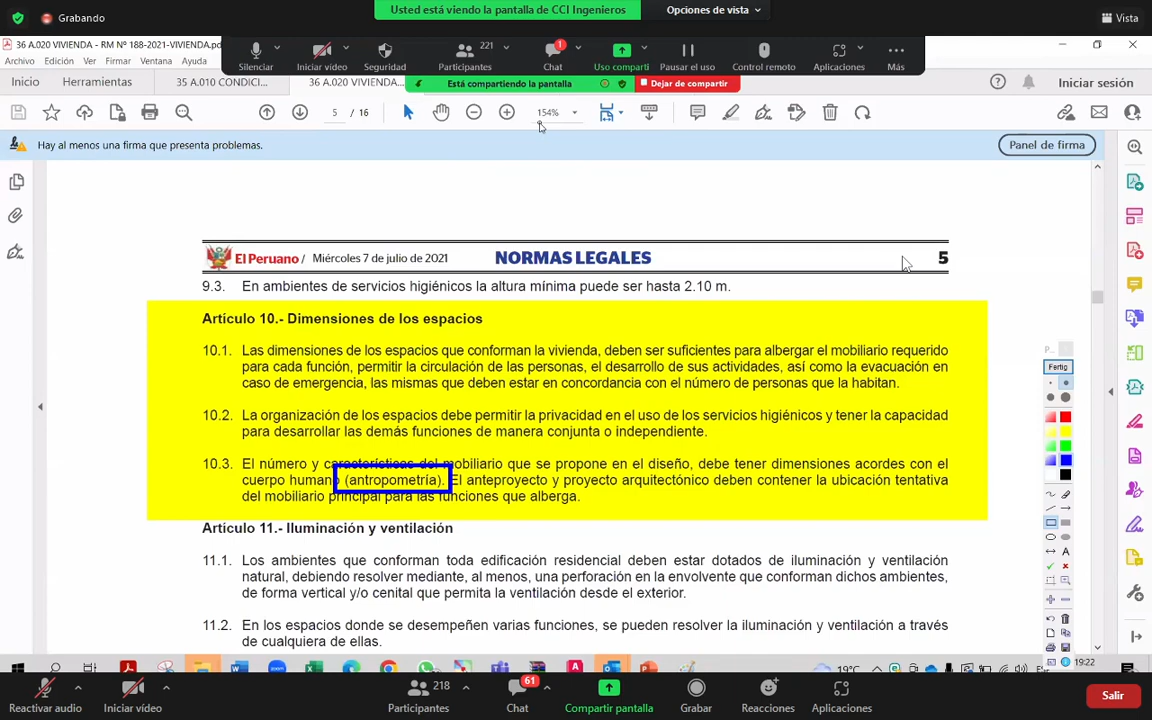 Grabando
Usted está viendo la pantalla de CCI Ingenieros
Opciones de vista
Vista
36 A.020 VIVIENDA - RM Nº 188-2021-VIVIENDA.pd
Archivo Edición Ver Firmar Ventana Ayuda
Silenciar
Iniciar vídeo
Seguridad
221
Participantes
1
Chat
Uso comparti
Pausar el uso
Control remoto
Aplicaciones
Más
Inicio
Herramientas
35 A.010 CONDICI...
36 A.020 VIVIENDA...
Está compartiendo la pantalla
Dejar de compartir
Iniciar sesión
5 / 16
154%
Hay al menos una firma que presenta problemas.
Panel de firma
El Peruano / Miércoles 7 de julio de 2021
NORMAS LEGALES
5
9.3. En ambientes de servicios higiénicos la altura mínima puede ser hasta 2.10 m.
Artículo 10.- Dimensiones de los espacios
10.1. Las dimensiones de los espacios que conforman la vivienda, deben ser suficientes para albergar el mobiliario requerido
para cada función, permitir la circulación de las personas, el desarrollo de sus actividades, así como la evacuación en
caso de emergencia, las mismas que deben estar en concordancia con el número de personas que la habitan.
10.2. La organización de los espacios debe permitir la privacidad en el uso de los servicios higiénicos y tener la capacidad
para desarrollar las demás funciones de manera conjunta o independiente.
10.3. El número y características del mobiliario que se propone en el diseño, debe tener dimensiones acordes con el
cuerpo humano (antropometría). El anteproyecto y proyecto arquitectónico deben contener la ubicación tentativa
del mobiliario principal para las funciones que alberga.
Artículo 11.- Iluminación y ventilación
11.1. Los ambientes que conforman toda edificación residencial deben estar dotados de iluminación y ventilación
natural, debiendo resolver mediante, al menos, una perforación en la envolvente que conforman dichos ambientes,
de forma vertical y/o cenital que permita la ventilación desde el exterior.
11.2. En los espacios donde se desempeñen varias funciones, se pueden resolver la iluminación y ventilación a través
de cualquiera de ellas.
P...
Fertig
A
19°C
19:22
Reactivar audio
Iniciar vídeo
218
Participantes
61
Chat
Compartir pantalla
Grabar
Reacciones
Aplicaciones
Salir